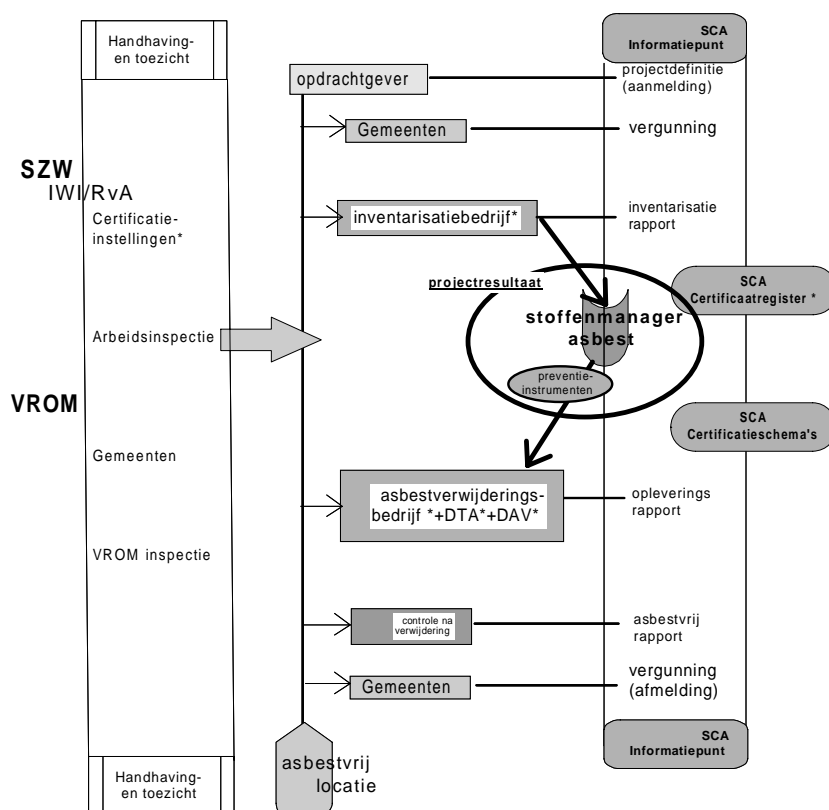 Handhaving-
en toezicht
SZW
IWI/RvA
Certificatie-
instellingen*
Arbeidsinspectie
VROM
Gemeenten
VROM inspectie
Handhaving-
en toezicht
opdrachtgever
Gemeenten
inventarisatiebedrijf*
projectresultaat
stoffenmanager
asbest
preventie-
instrumenten
asbestverwijderings-
bedrijf *+DTA*+DAV*
controle na
verwijdering
Gemeenten
asbestvrij
locatie
SCA
Informatiepunt
projectdefinitie
(aanmelding)
vergunning
inventarisatie
rapport
SCA
Certificaatregister *
SCA
Certificatieschema's
opleverings
rapport
asbestvrij
rapport
vergunning
(afmelding)
SCA
Informatiepunt